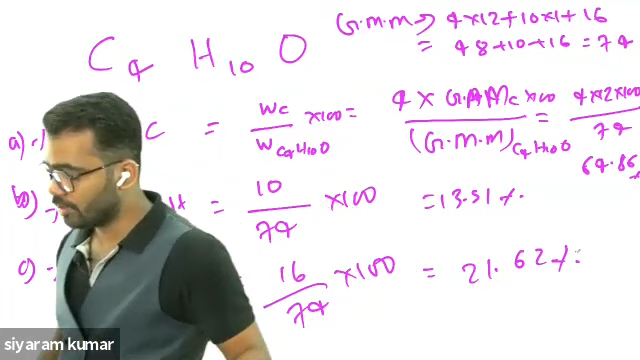 G.M.M → 4×12+10×1+16
C4 H10 O
= 48+10+16 = 74
a) C = Wc/WC4H10O ×100 = 4 × G.A.Mc ×100/(G.M.M)C4H10O = 4×12×100/74
64.86
b) H = 10/74 ×100 = 13.51 %.
c) 16/74 ×100 = 21.62 %
siyaram kumar